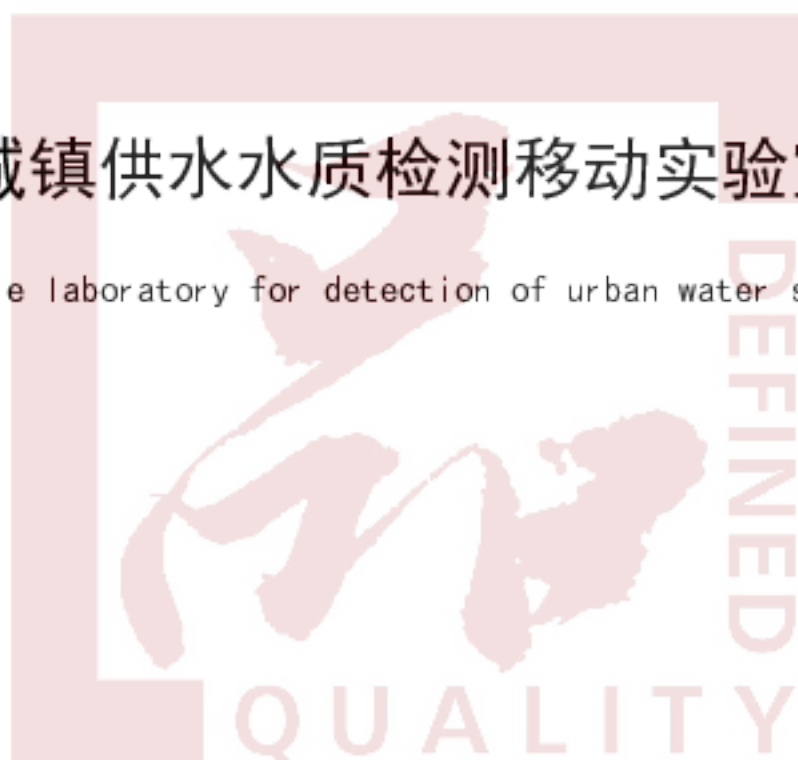 镇供水水质检测移动实验
e laboratory for detection of urban water
DEFINED
QUALITY